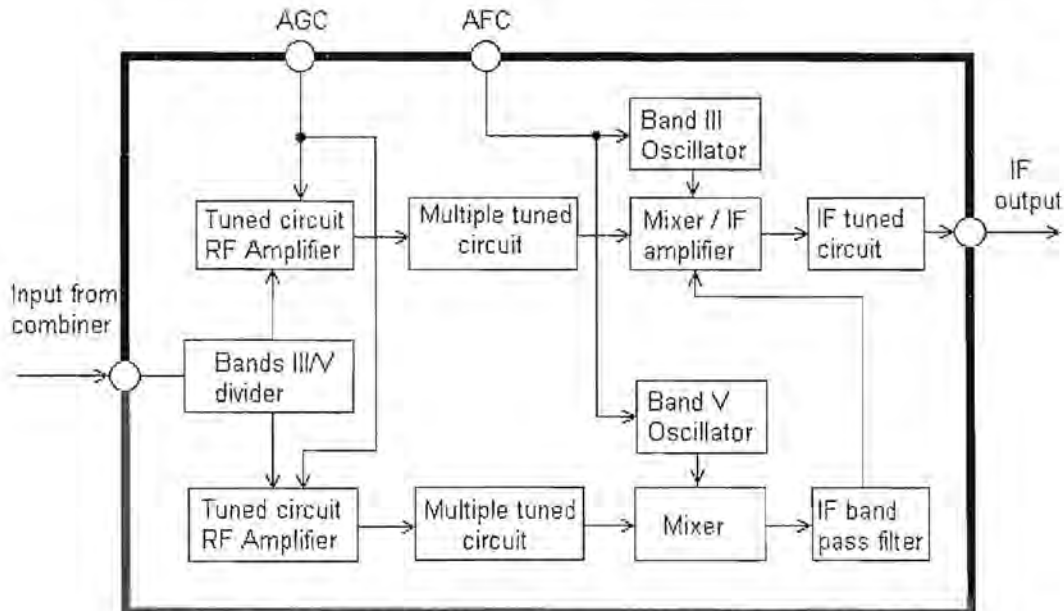 AGC
AFC
Band III
Oscillator
IF
output
Tuned circuit
RF Amplifier
Multiple tuned
circuit
Mixer / IF
amplifier
IF tuned
circuit
Input from
combiner
Bands III/V
divider
Band V
Oscillator
Tuned circuit
RF Amplifier
Multiple tuned
circuit
Mixer
IF band
pass filter